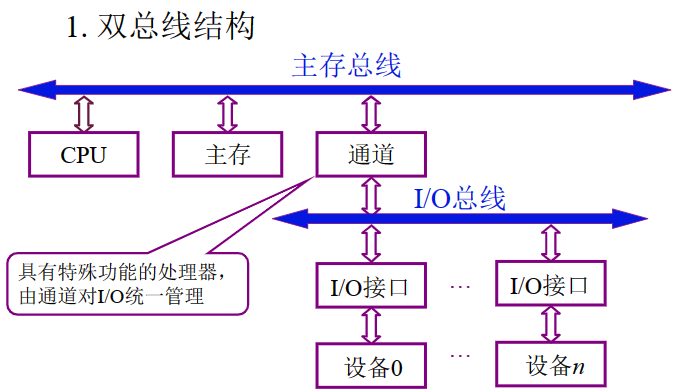 1. 双总线结构
主存总线
CPU
主存
通道
I/O总线
具有特殊功能的处理器，
由通道对I/O统一管理
I/O接口
…
I/O接口
设备0
…
设备n